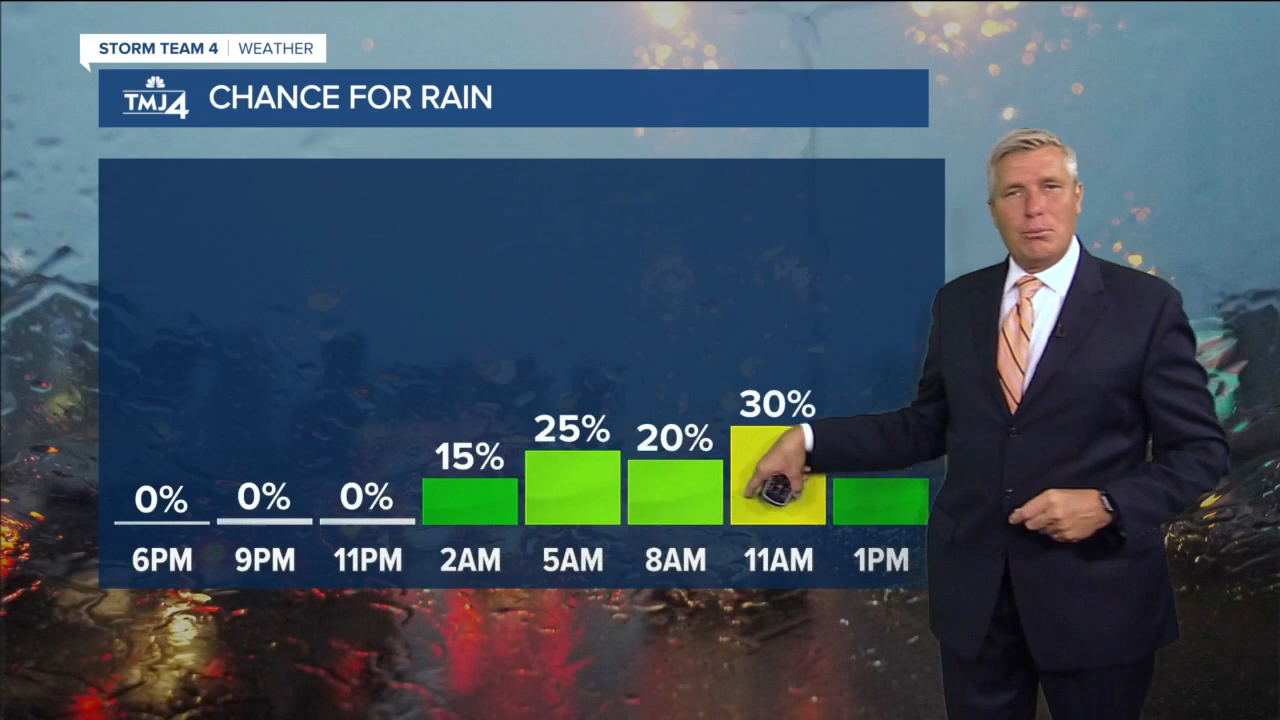 STORM TEAM 4 | WEATHER
TMJ4 CHANCE FOR RAIN
0% 0% 0% 15% 25% 20% 30%
6PM 9PM 11PM 2AM 5AM 8AM 11AM 1PM